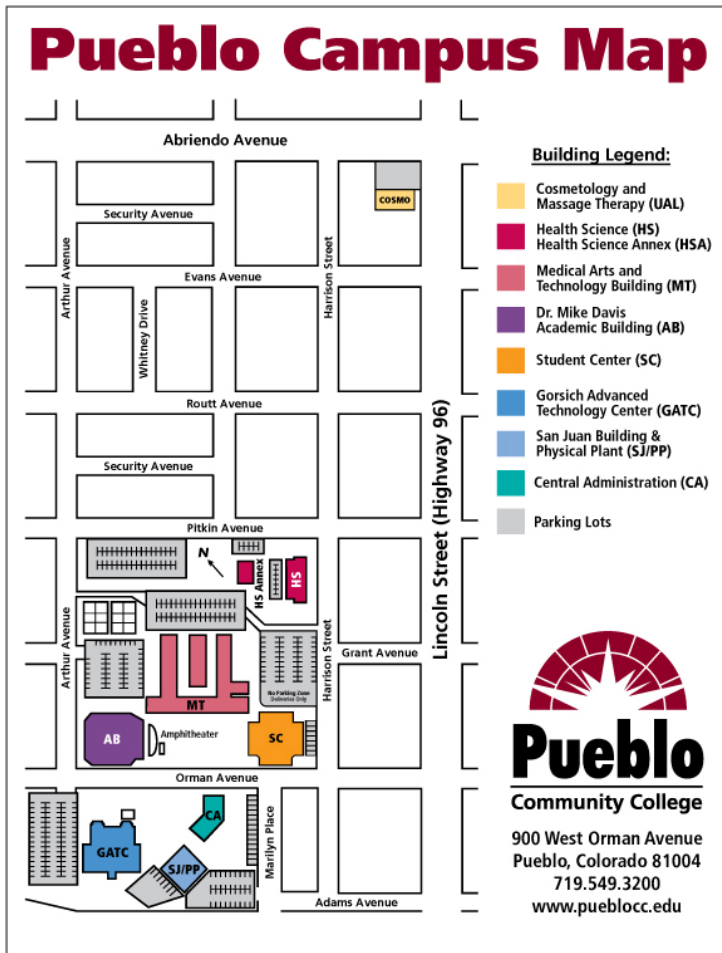 Pueblo Campus Map
Abriendo Avenue
COSMO
Security Avenue
Evans Avenue
Arthur Avenue
Harrison Street
Whitney Drive
Routt Avenue
Security Avenue
Lincoln Street (Highway 96)
Pitkin Avenue
N
HS Annex
HS
Arthur Avenue
Harrison Street
Grant Avenue
No Parking Zone
Deliveries Only
MT
AB
Amphitheater
SC
Orman Avenue
CA
GATC
SJ/PP
Marilyn Place
Adams Avenue
Building Legend:
Cosmetology and
Massage Therapy (UAL)
Health Science (HS)
Health Science Annex (HSA)
Medical Arts and
Technology Building (MT)
Dr. Mike Davis
Academic Building (AB)
Student Center (SC)
Gorsich Advanced
Technology Center (GATC)
San Juan Building &
Physical Plant (SJ/PP)
Central Administration (CA)
Parking Lots
Pueblo
Community College
900 West Orman Avenue
Pueblo, Colorado 81004
719.549.3200
www.pueblocc.edu